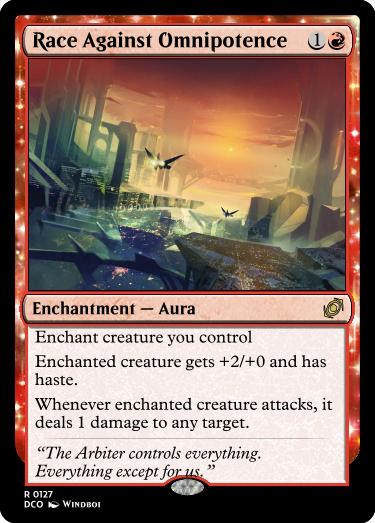 Race Against Omnipotence 1
Enchantment — Aura
Enchant creature you control
Enchanted creature gets +2/+0 and has
haste.
Whenever enchanted creature attacks, it
deals 1 damage to any target.
“The Arbiter controls everything.
Everything except for us.”
R 0127
DCO Windboi